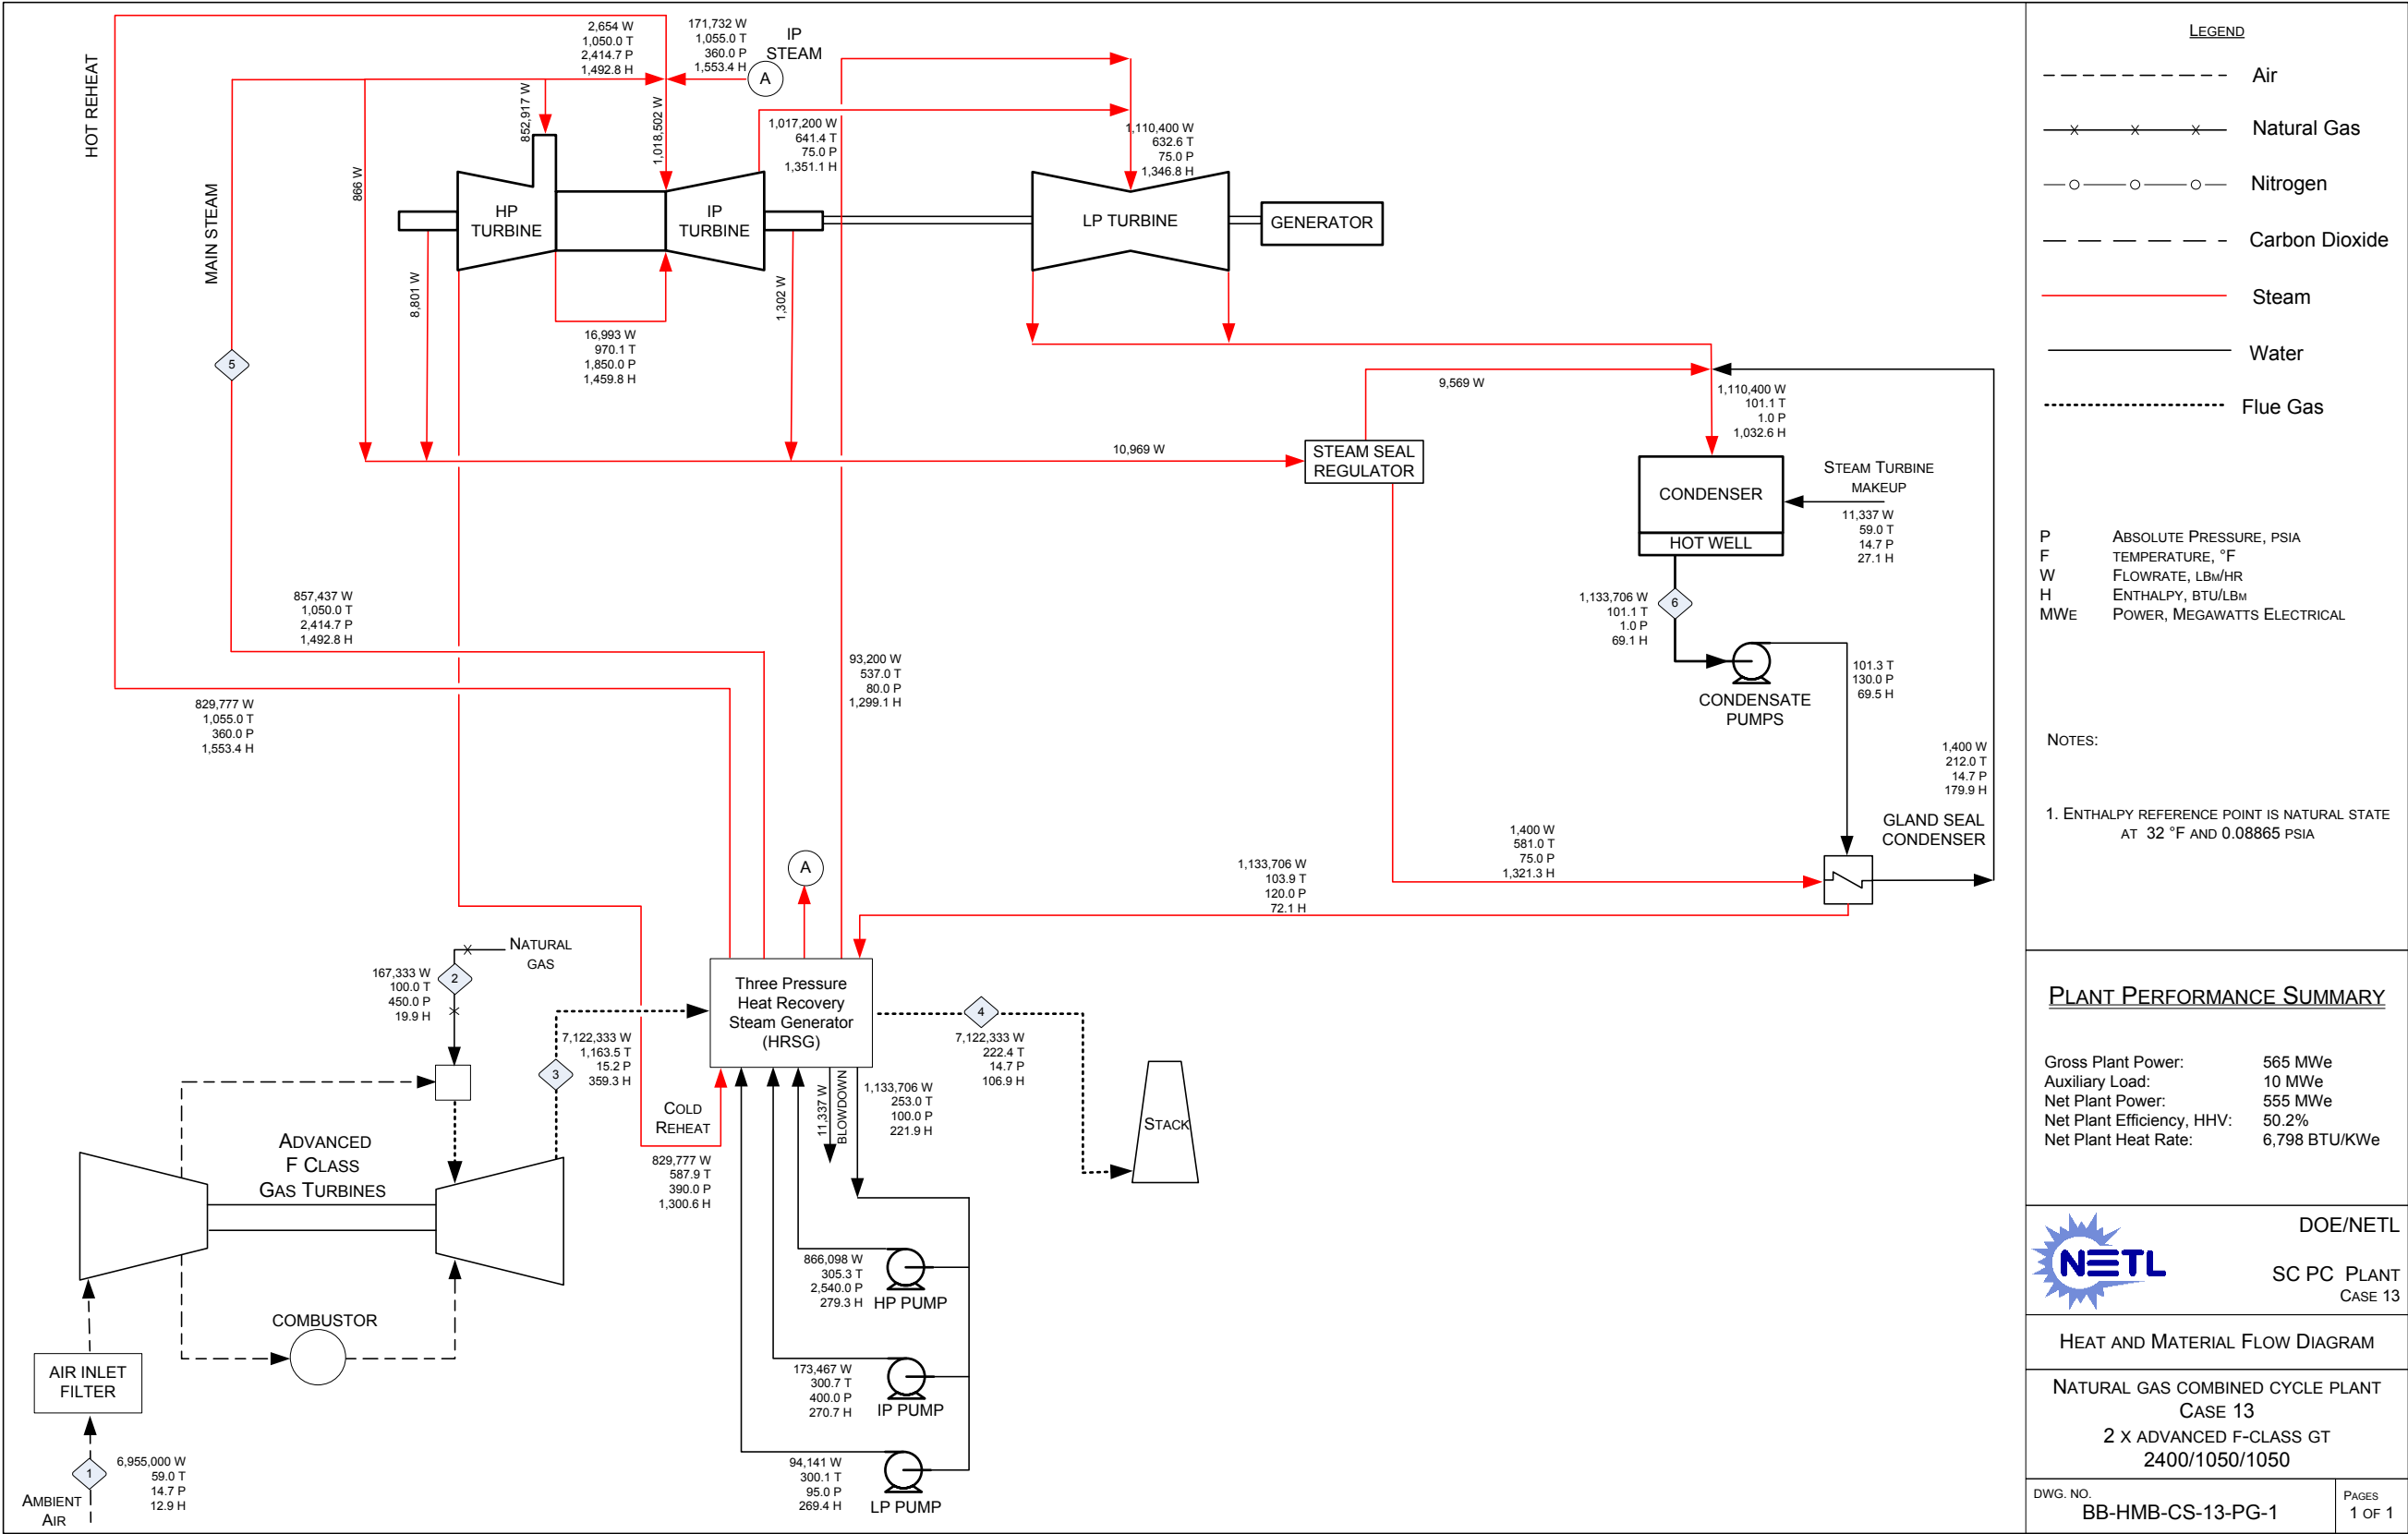 HOT REHEAT
MAIN STEAM
2,654 W
1,050.0 T
2,414.7 P
1,492.8 H
171,732 W
1,055.0 T
360.0 P
1,553.4 H
IP
STEAM
A
852,917 W
1,018,502 W
866 W
1,017,200 W
641.4 T
75.0 P
1,351.1 H
1,110,400 W
632.6 T
75.0 P
1,346.8 H
HP
TURBINE
IP
TURBINE
LP TURBINE
GENERATOR
8,801 W
1,302 W
16,993 W
970.1 T
1,850.0 P
1,459.8 H
5
9,569 W
10,969 W
STEAM SEAL
REGULATOR
1,110,400 W
101.1 T
1.0 P
1,032.6 H
CONDENSER
HOT WELL
STEAM TURBINE
MAKEUP
11,337 W
59.0 T
14.7 P
27.1 H
1,133,706 W
101.1 T
1.0 P
69.1 H
6
CONDENSATE
PUMPS
101.3 T
130.0 P
69.5 H
857,437 W
1,050.0 T
2,414.7 P
1,492.8 H
829,777 W
1,055.0 T
360.0 P
1,553.4 H
93,200 W
537.0 T
80.0 P
1,299.1 H
1,400 W
212.0 T
14.7 P
179.9 H
GLAND SEAL
CONDENSER
1,400 W
581.0 T
75.0 P
1,321.3 H
1,133,706 W
103.9 T
120.0 P
72.1 H
A
NATURAL
GAS
167,333 W
100.0 T
450.0 P
19.9 H
2
7,122,333 W
1,163.5 T
15.2 P
359.3 H
3
Three Pressure
Heat Recovery
Steam Generator
(HRSG)
4
7,122,333 W
222.4 T
14.7 P
106.9 H
STACK
COLD
REHEAT
829,777 W
587.9 T
390.0 P
1,300.6 H
11,337 W
BLOWDOWN
1,133,706 W
253.0 T
100.0 P
221.9 H
ADVANCED
F CLASS
GAS TURBINES
COMBUSTOR
AIR INLET
FILTER
1
6,955,000 W
59.0 T
14.7 P
12.9 H
AMBIENT
AIR
866,098 W
305.3 T
2,540.0 P
279.3 H
HP PUMP
173,467 W
300.7 T
400.0 P
270.7 H
IP PUMP
94,141 W
300.1 T
95.0 P
269.4 H
LP PUMP
LEGEND
Air
Natural Gas
Nitrogen
Carbon Dioxide
Steam
Water
Flue Gas
P ABSOLUTE PRESSURE, PSIA
F TEMPERATURE, °F
W FLOWRATE, LBM/HR
H ENTHALPY, BTU/LBM
MWE POWER, MEGAWATTS ELECTRICAL
NOTES:
1. ENTHALPY REFERENCE POINT IS NATURAL STATE
AT 32 °F AND 0.08865 PSIA
PLANT PERFORMANCE SUMMARY
Gross Plant Power: 565 MWe
Auxiliary Load: 10 MWe
Net Plant Power: 555 MWe
Net Plant Efficiency, HHV: 50.2%
Net Plant Heat Rate: 6,798 BTU/KWe
NETL
DOE/NETL
SC PC PLANT
CASE 13
HEAT AND MATERIAL FLOW DIAGRAM
NATURAL GAS COMBINED CYCLE PLANT
CASE 13
2 X ADVANCED F-CLASS GT
2400/1050/1050
DWG. NO.
BB-HMB-CS-13-PG-1
PAGES
1 OF 1